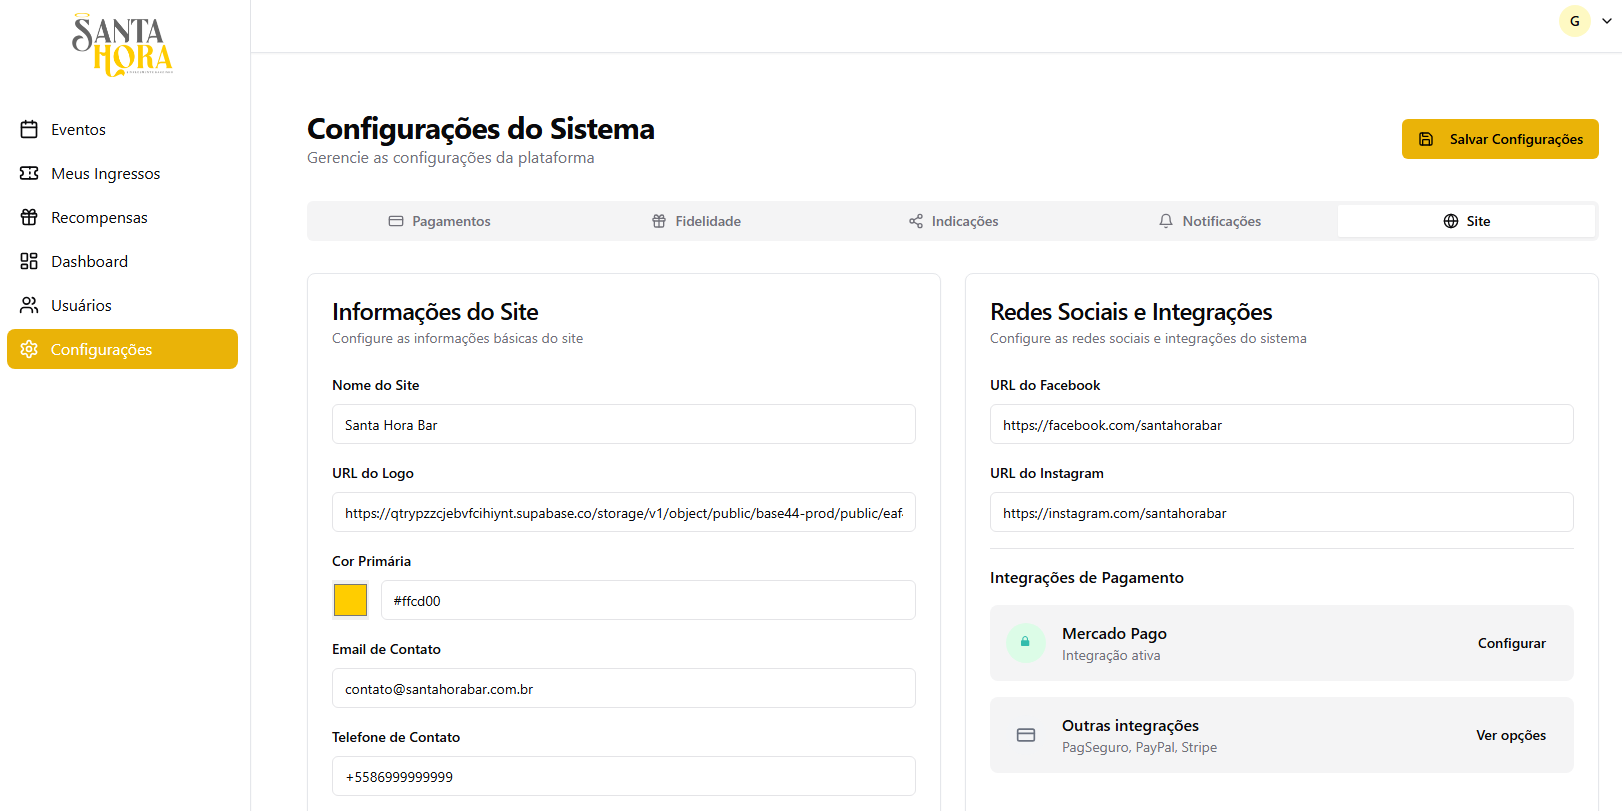 SANTA
HORA
G
Eventos
Meus Ingressos
Recompensas
Dashboard
Usuários
Configurações
Configurações do Sistema
Gerencie as configurações da plataforma
Salvar Configurações
Pagamentos
Fidelidade
Indicações
Notificações
Site
Informações do Site
Configure as informações básicas do site
Nome do Site
Santa Hora Bar
URL do Logo
https://qtrypzzcjebvfcihiynt.supabase.co/storage/v1/object/public/base44-prod/public/eaf
Cor Primária
#ffcd00
Email de Contato
contato@santahorabar.com.br
Telefone de Contato
+5586999999999
Redes Sociais e Integrações
Configure as redes sociais e integrações do sistema
URL do Facebook
https://facebook.com/santahorabar
URL do Instagram
https://instagram.com/santahorabar
Integrações de Pagamento
Mercado Pago
Integração ativa
Configurar
Outras integrações
PagSeguro, PayPal, Stripe
Ver opções